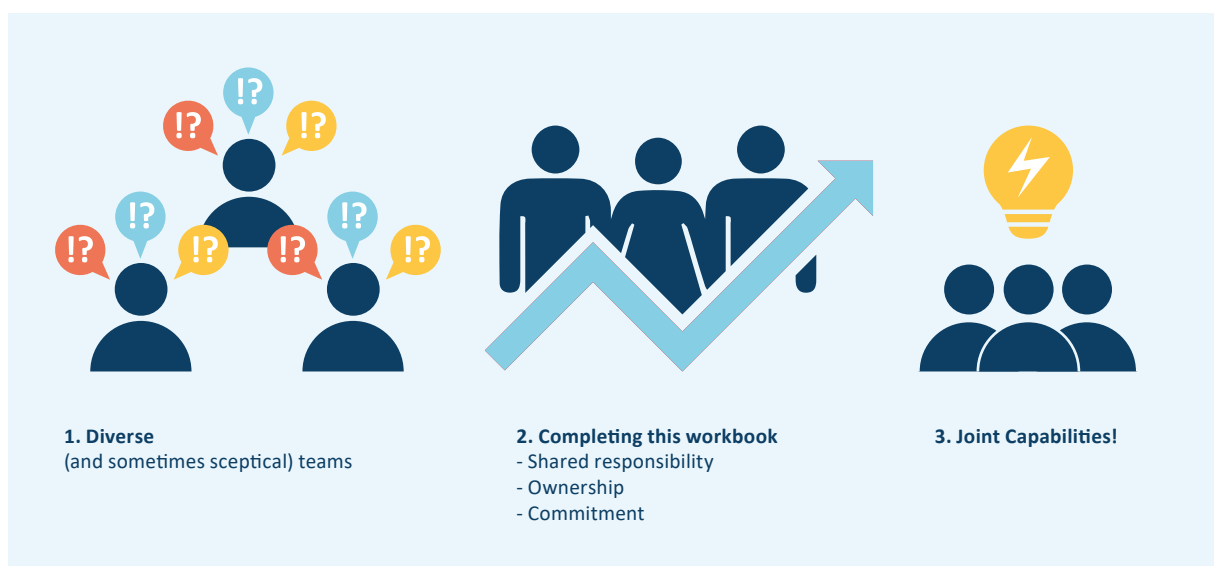 !?
!?
!?
!?
!?
!?
!?
!?
!?
1. Diverse
(and sometimes sceptical) teams
2. Completing this workbook
- Shared responsibility
- Ownership
- Commitment
3. Joint Capabilities!